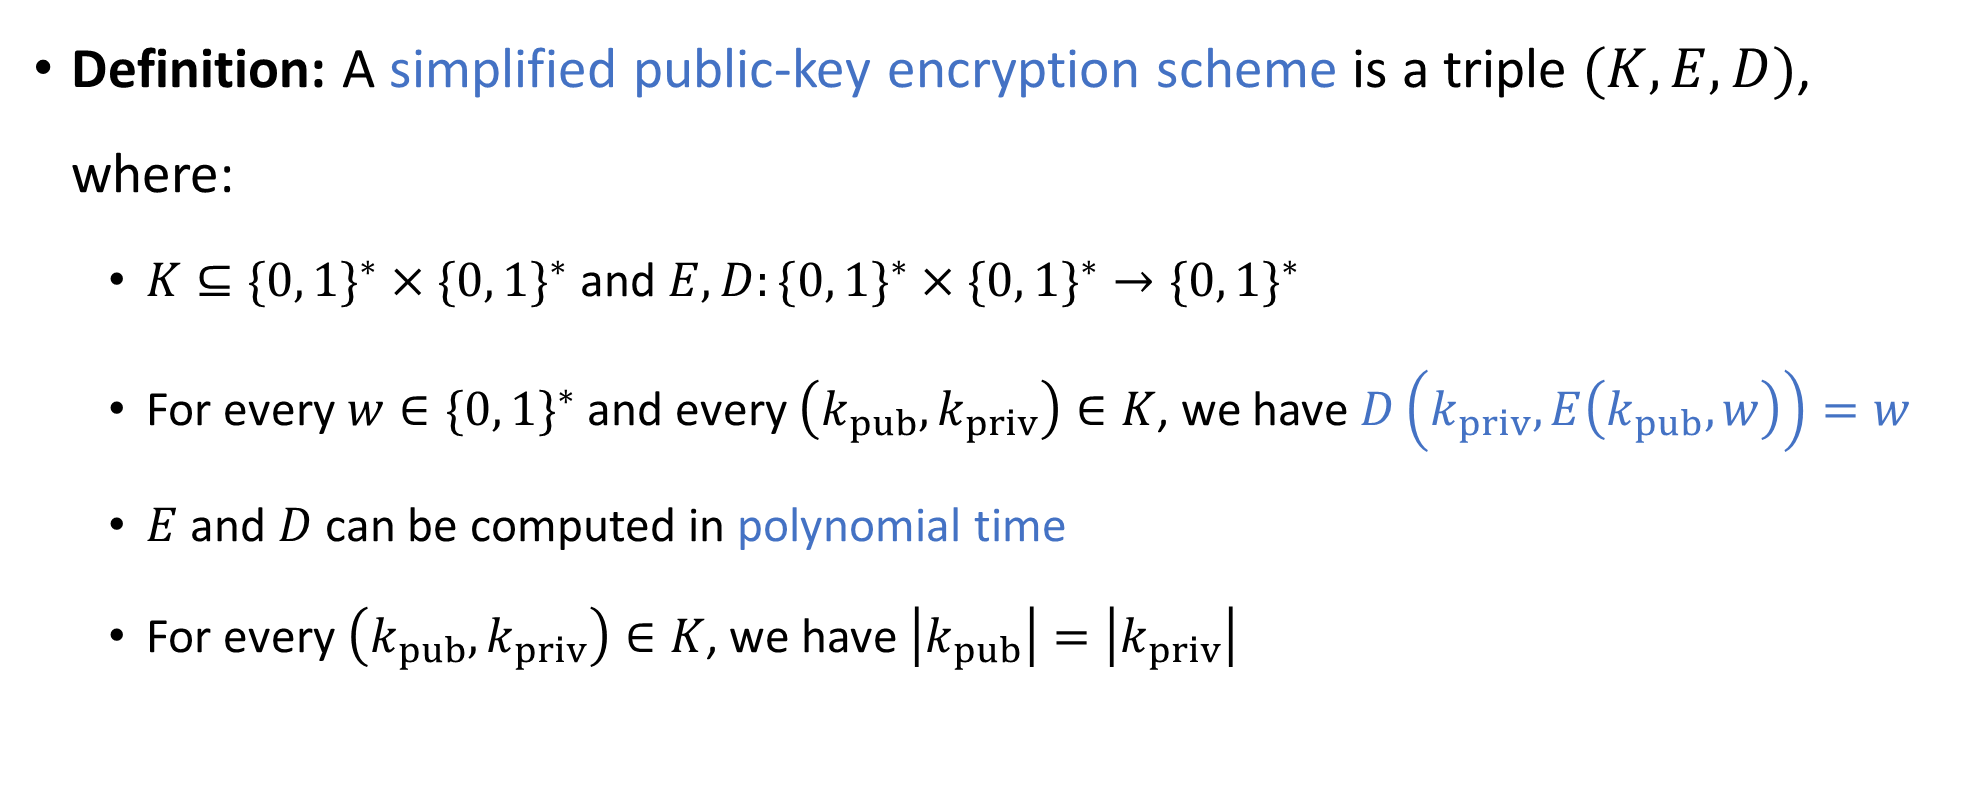 • Definition: A simplified public-key encryption scheme is a triple (K, E, D),
where:
• K ⊆ {0, 1}* × {0, 1}* and E, D: {0, 1}* × {0, 1}* → {0, 1}*
• For every w ∈ {0, 1}* and every (k_pub, k_priv) ∈ K, we have D(k_priv, E(k_pub, w)) = w
• E and D can be computed in polynomial time
• For every (k_pub, k_priv) ∈ K, we have |k_pub| = |k_priv|